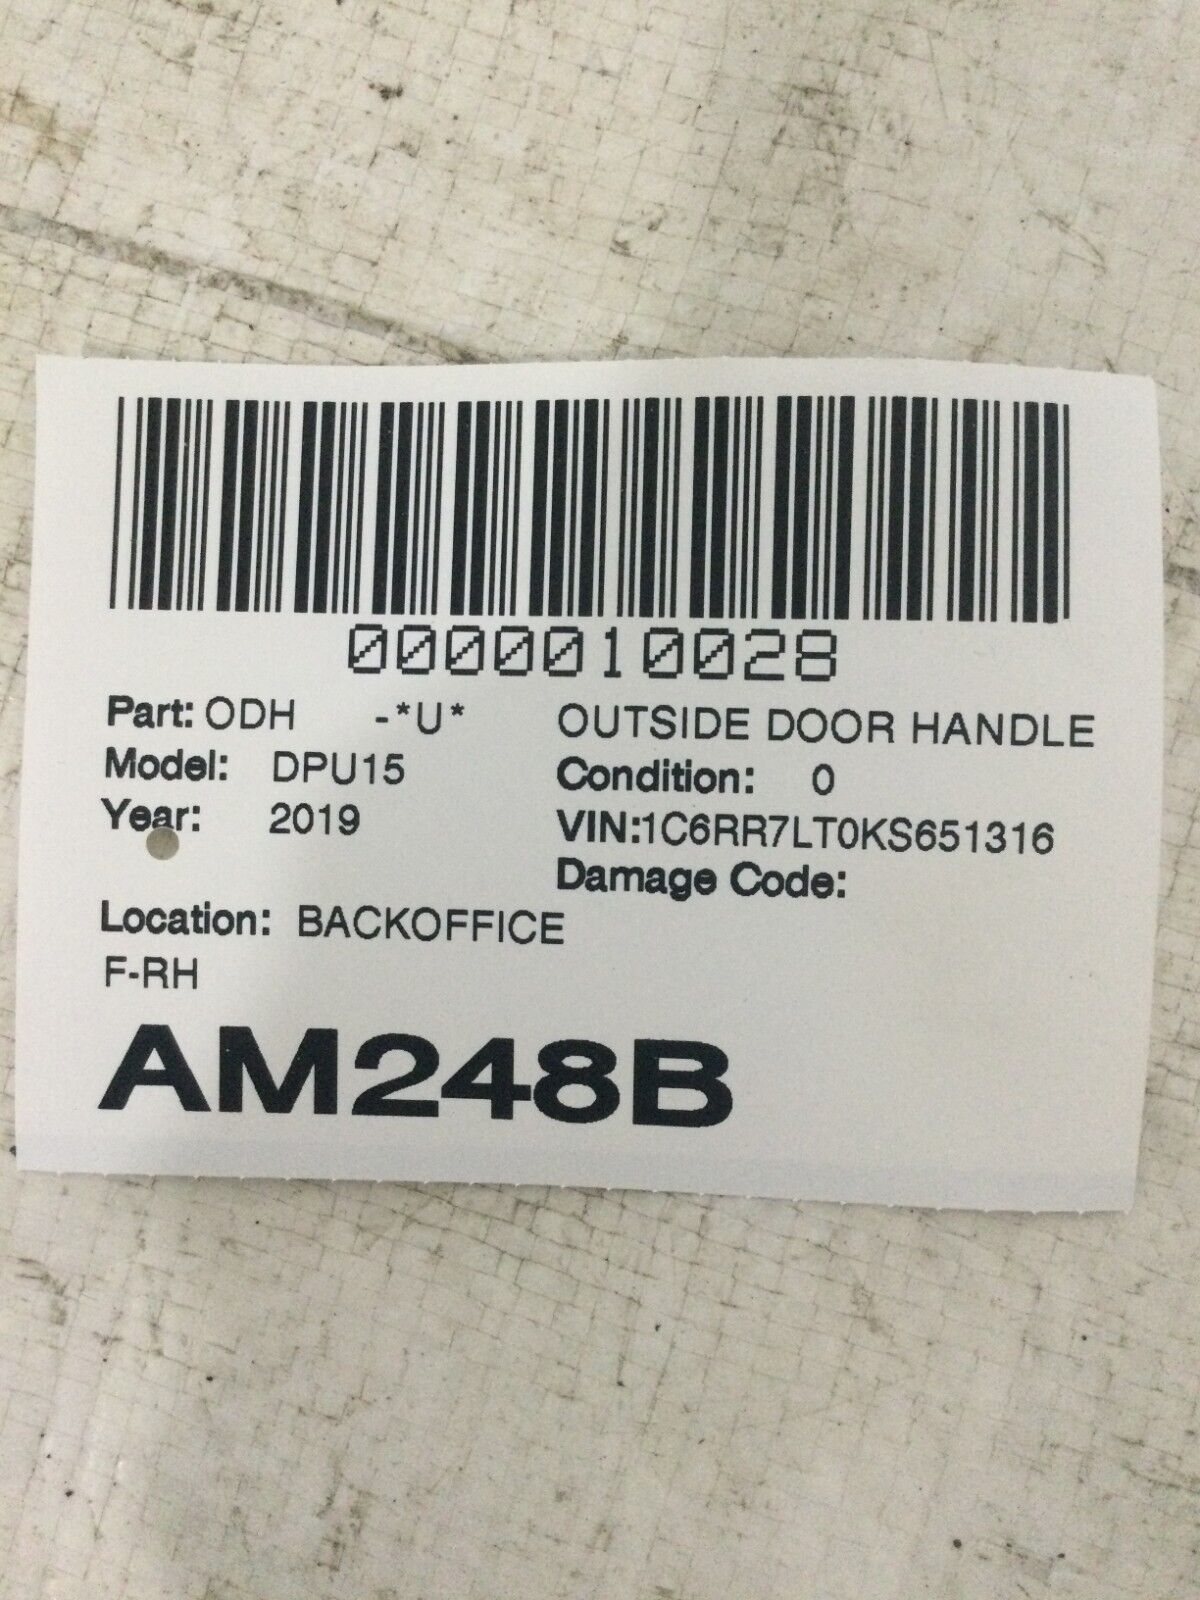 0000010028
Part: ODH -*U* OUTSIDE DOOR HANDLE
Model: DPU15 Condition: 0
Year: 2019 VIN:1C6RR7LT0KS651316
Damage Code:
Location: BACKOFFICE
F-RH
AM248B